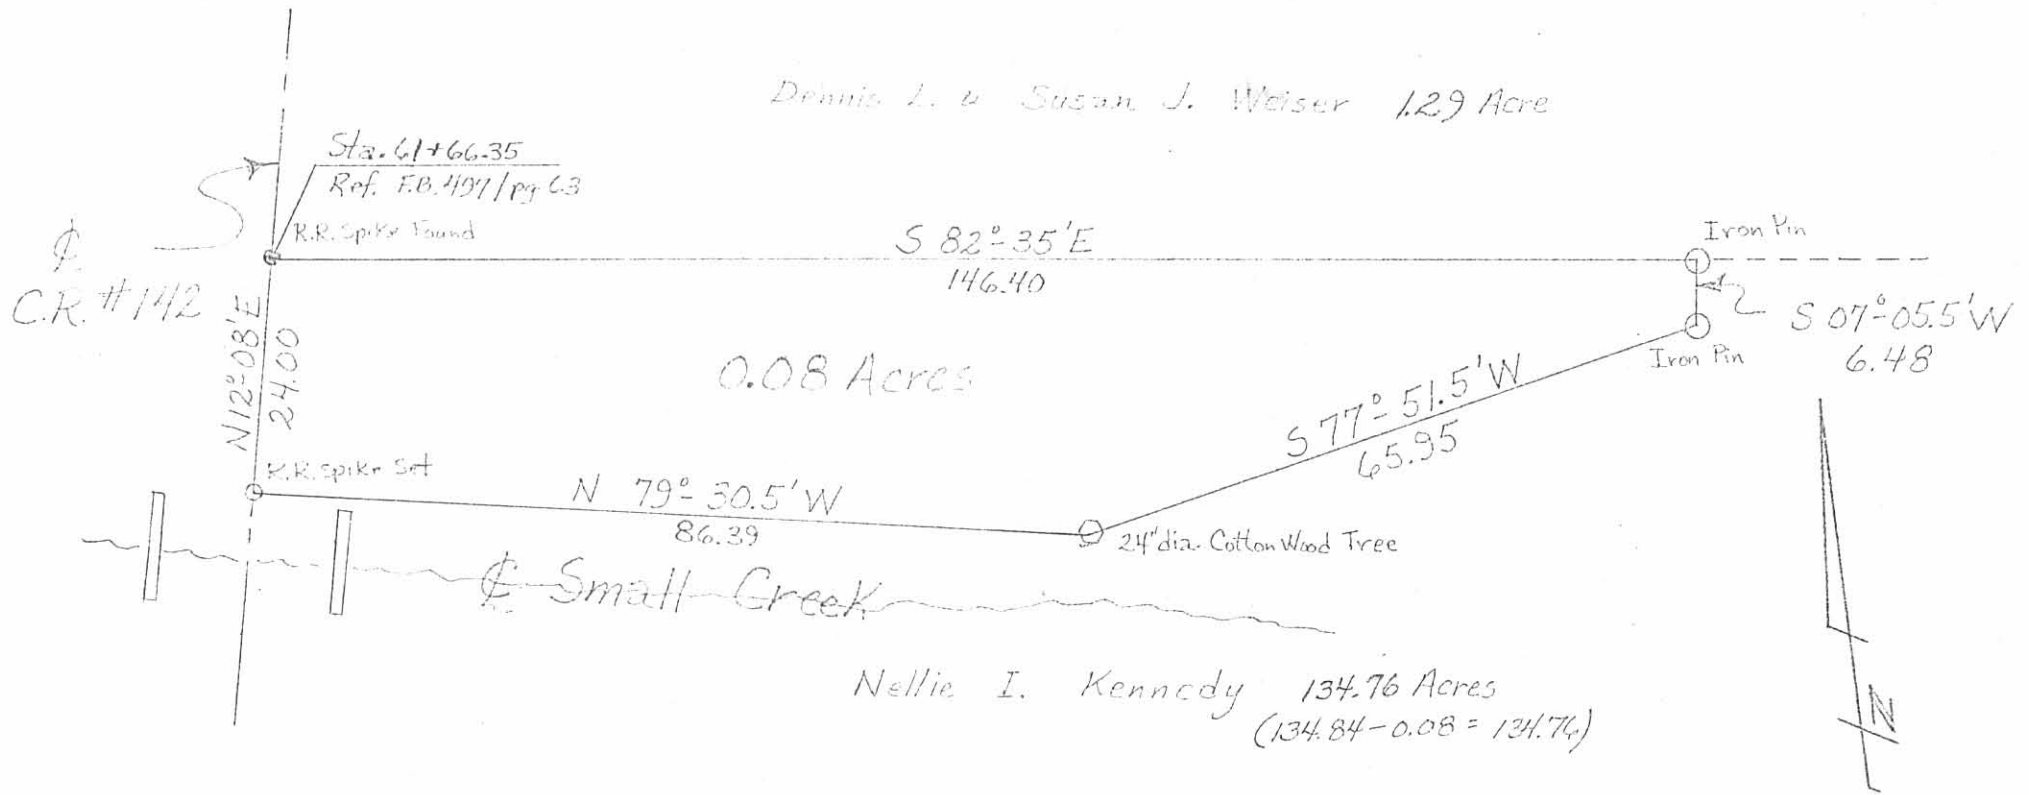 Dennis L. & Susan J. Weiser 1.29 Acre
Sta. 61+66.35
Ref. F.B. 497/pg 63
℄
C.R. #142
R.R. Spike Found
S 82°-35'E
146.40
Iron Pin
S 07°-05.5'W
6.48
Iron Pin
N 12°-08'E
24.00
0.08 Acres
S 77°-51.5'W
65.95
R.R. Spike Set
N 79°-30.5'W
86.39
24" dia. Cotton Wood Tree
℄ Small Creek
Nellie I. Kennedy 134.76 Acres
(134.84-0.08 = 134.76)
N